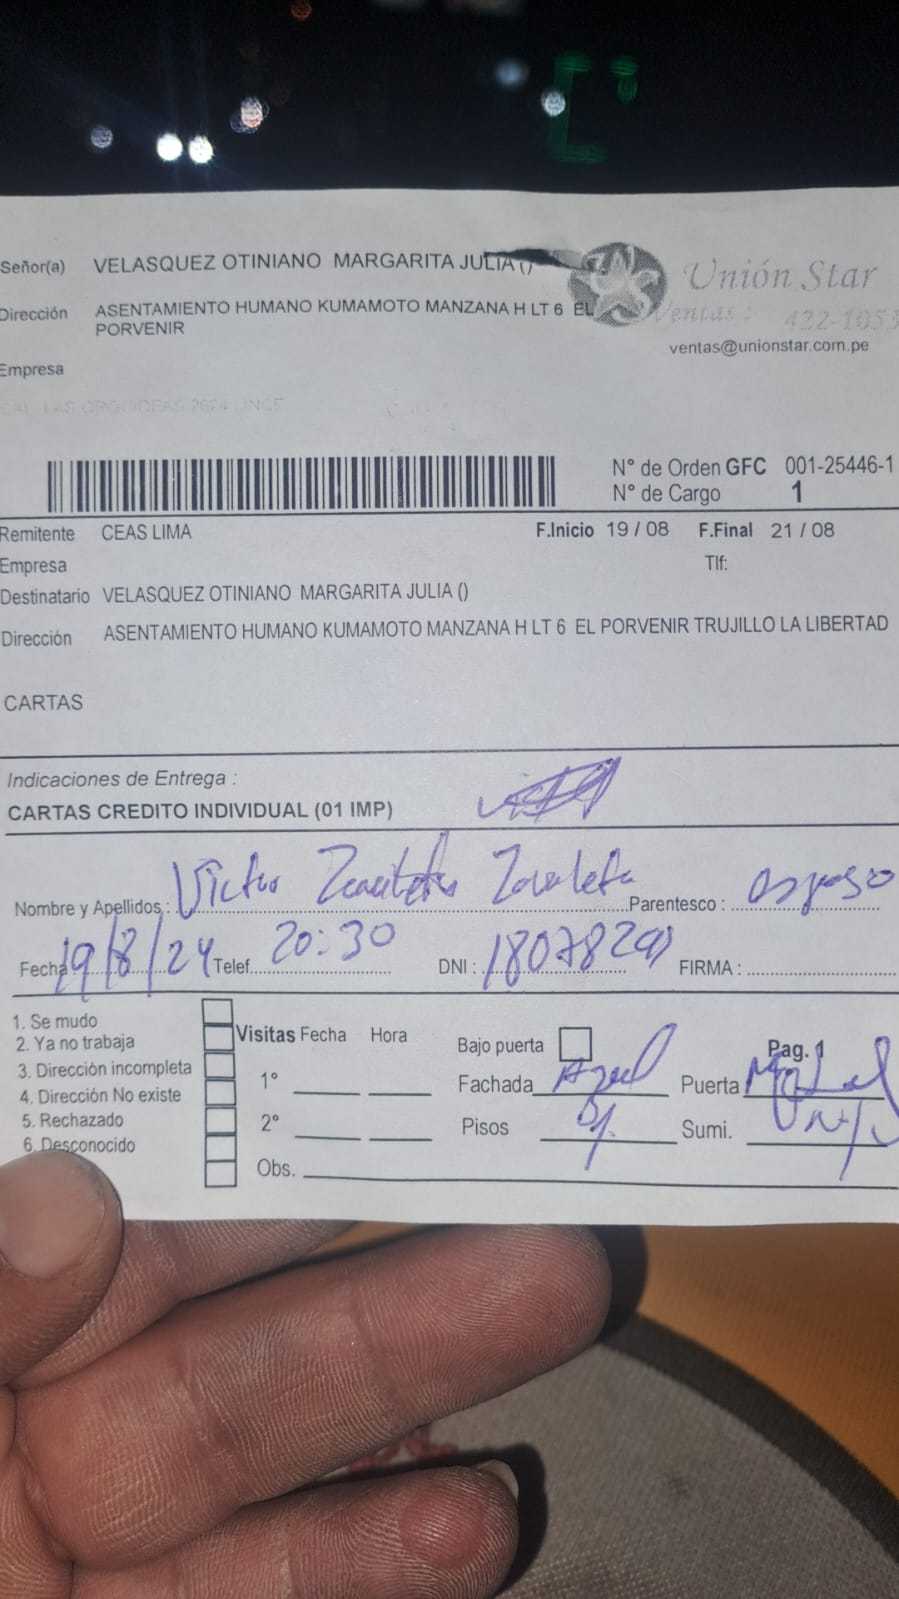 Señor(a) VELASQUEZ OTINIANO MARGARITA JULIA ()
Unión Star
Dirección ASENTAMIENTO HUMANO KUMAMOTO MANZANA H LT 6 EL
PORVENIR
Ventas : 422-1053
ventas@unionstar.com.pe
Empresa
N° de Orden GFC 001-25446-1
N° de Cargo 1
Remitente CEAS LIMA F.Inicio 19 / 08 F.Final 21 / 08
Empresa Tlf:
Destinatario VELASQUEZ OTINIANO MARGARITA JULIA ()
Dirección ASENTAMIENTO HUMANO KUMAMOTO MANZANA H LT 6 EL PORVENIR TRUJILLO LA LIBERTAD
CARTAS
Indicaciones de Entrega :
CARTAS CREDITO INDIVIDUAL (01 IMP)
Nombre y Apellidos : Victor Zavaleta Parentesco : esposo
Fecha 19/8/24 Telef. 20:30 DNI : 18078291 FIRMA :
1. Se mudo
2. Ya no trabaja
3. Dirección incompleta
4. Dirección No existe
5. Rechazado
6. Desconocido
Visitas Fecha Hora
1°
2°
Obs.
Bajo puerta Pag. 1
Fachada Azul Puerta Metal
Pisos Sumi.